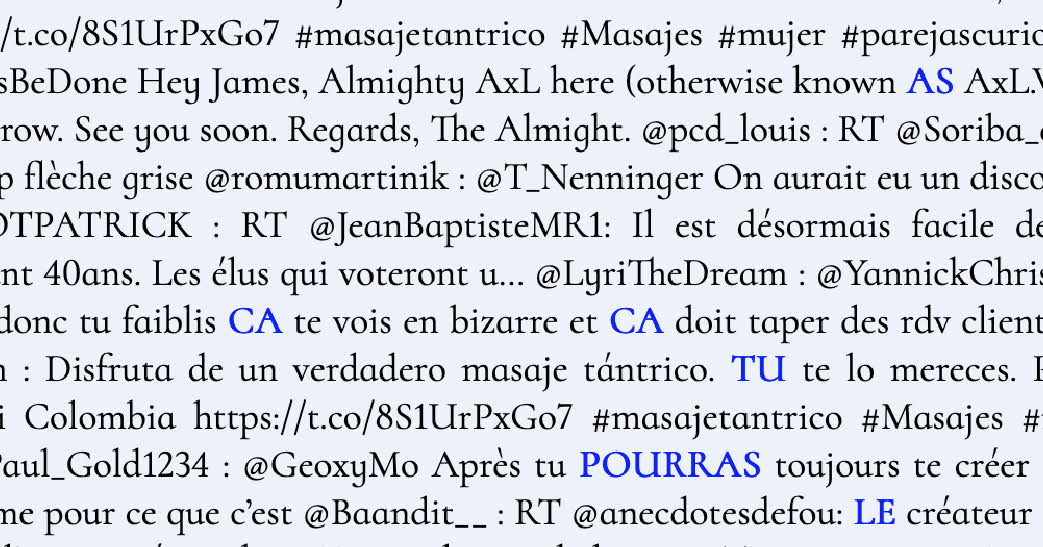 /t.co/8S1UrPxGo7 #masajetantrico #Masajes #mujer #parejascurio
sBeDone Hey James, Almighty AxL here (otherwise known AS AxL.
row. See you soon. Regards, The Almight. @pcd_louis : RT @Soriba_
p flèche grise @romumartinik : @T_Nenninger On aurait eu un disco
OTPATRICK : RT @JeanBaptisteMR1: Il est désormais facile de
nt 40ans. Les élus qui voteront u... @LyriTheDream : @YannickChris
donc tu faiblis CA te vois en bizarre et CA doit taper des rdv client
n : Disfruta de un verdadero masaje tántrico. TU te lo mereces.
i Colombia https://t.co/8S1UrPxGo7 #masajetantrico #Masajes #
Paul_Gold1234 : @GeoxyMo Après tu POURRAS toujours te créer
me pour ce que c'est @Baandit__ : RT @anecdotesdefou: LE créateur